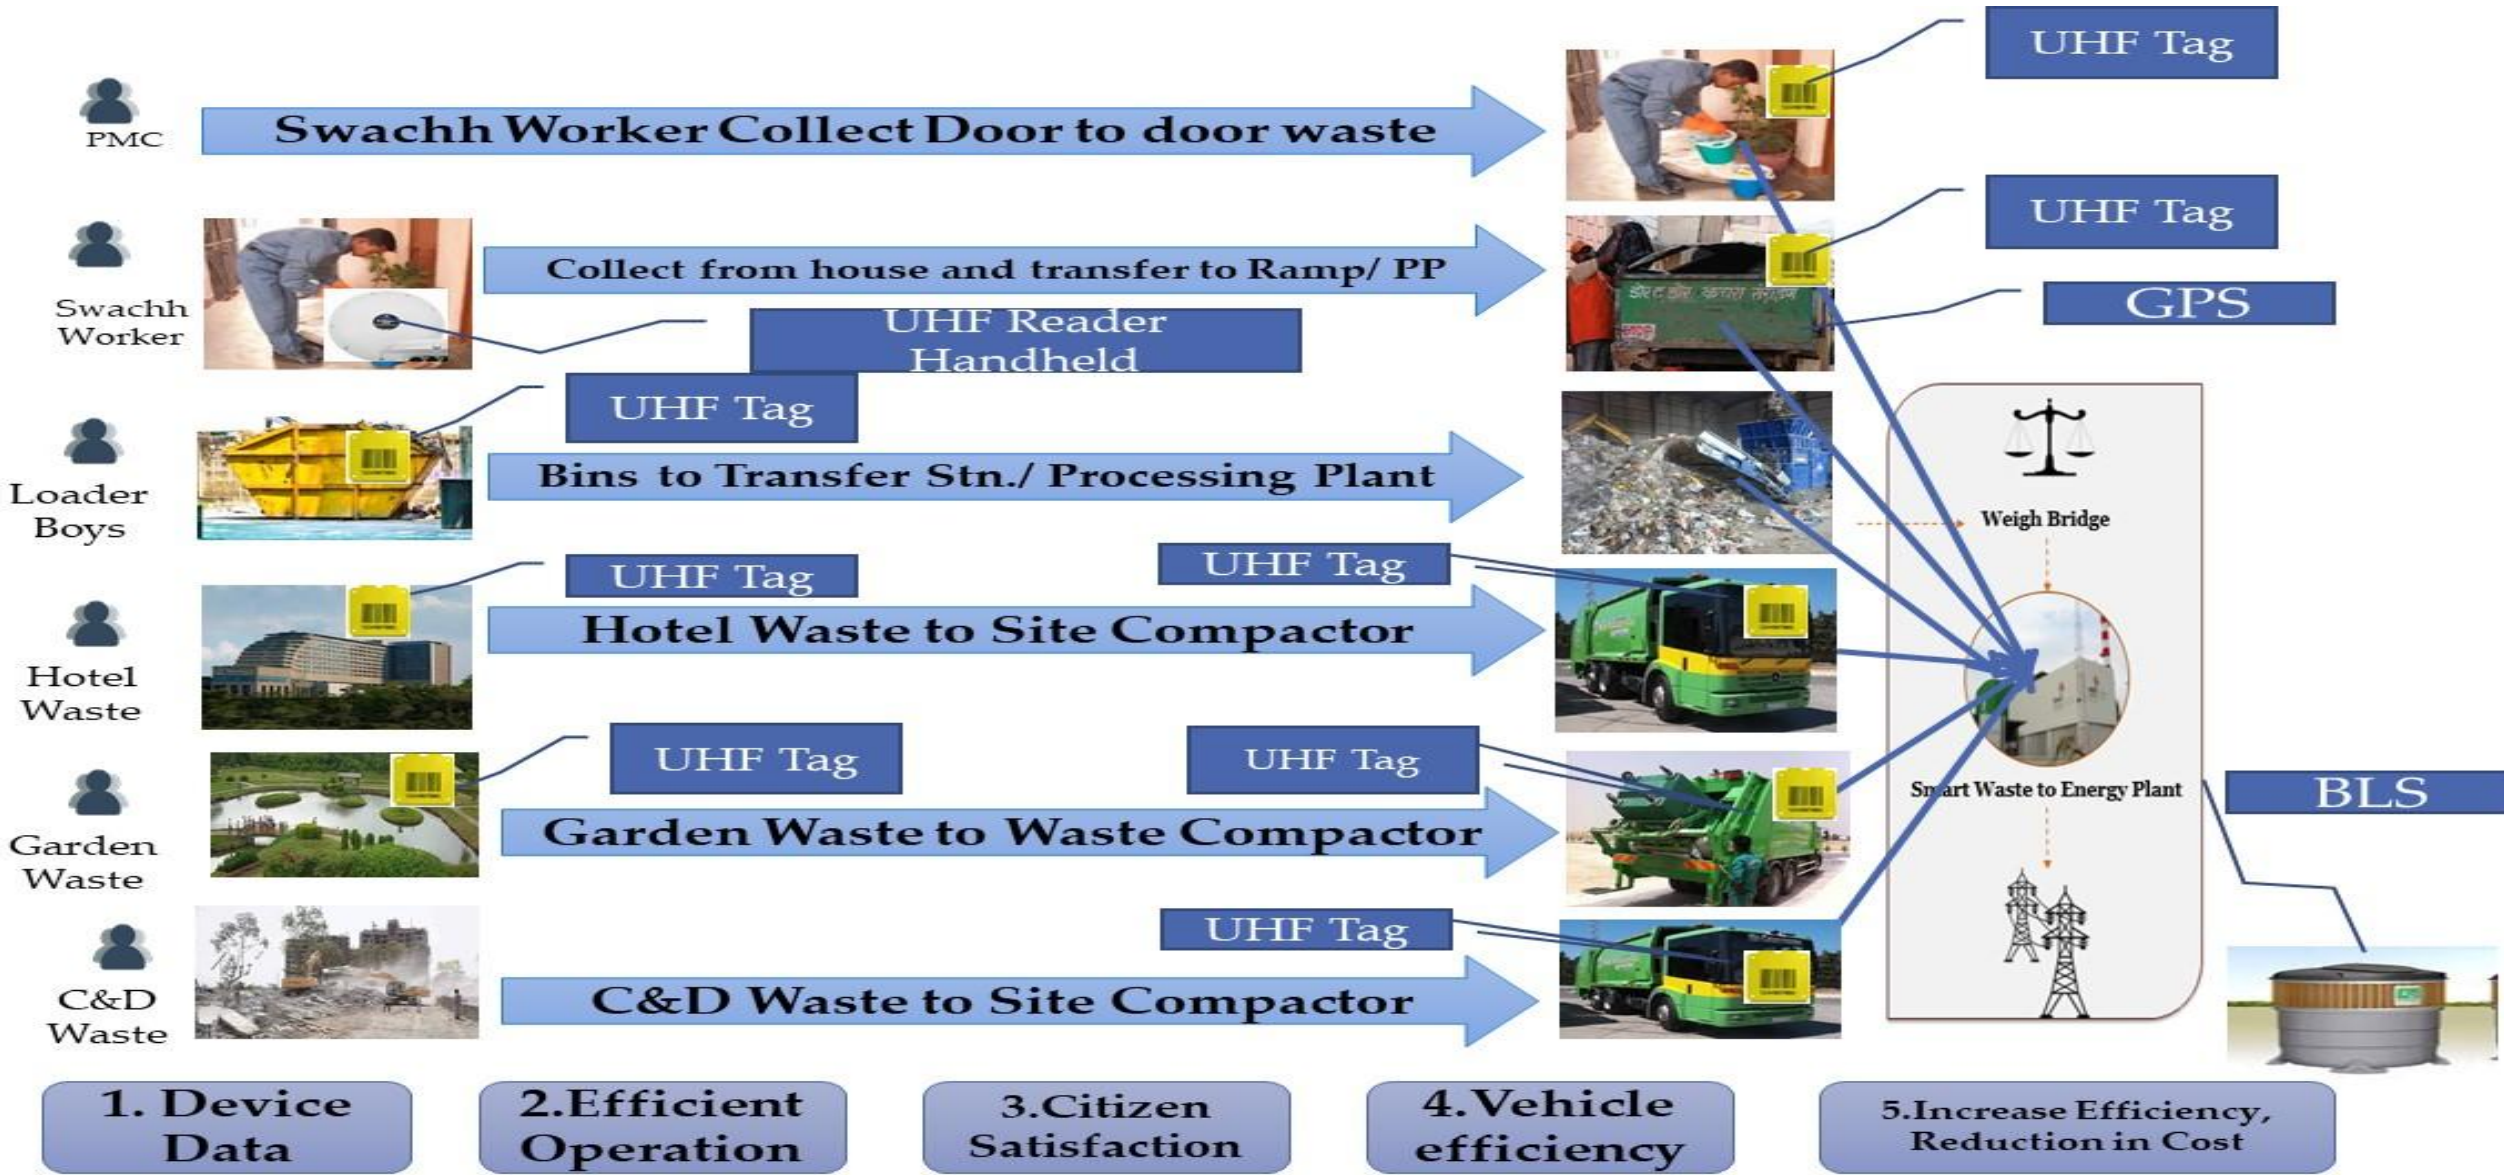 UHF Tag
PMC
Swachh Worker Collect Door to door waste
UHF Tag
Swachh
Worker
Collect from house and transfer to Ramp/ PP
GPS
UHF Reader
Handheld
UHF Tag
Loader
Boys
Bins to Transfer Stn./ Processing Plant
Weigh Bridge
UHF Tag
UHF Tag
Hotel
Waste
Hotel Waste to Site Compactor
UHF Tag
UHF Tag
Smart Waste to Energy Plant
BLS
Garden
Waste
Garden Waste to Waste Compactor
UHF Tag
C&D
Waste
C&D Waste to Site Compactor
1. Device
Data
2.Efficient
Operation
3.Citizen
Satisfaction
4.Vehicle
efficiency
5.Increase Efficiency,
Reduction in Cost